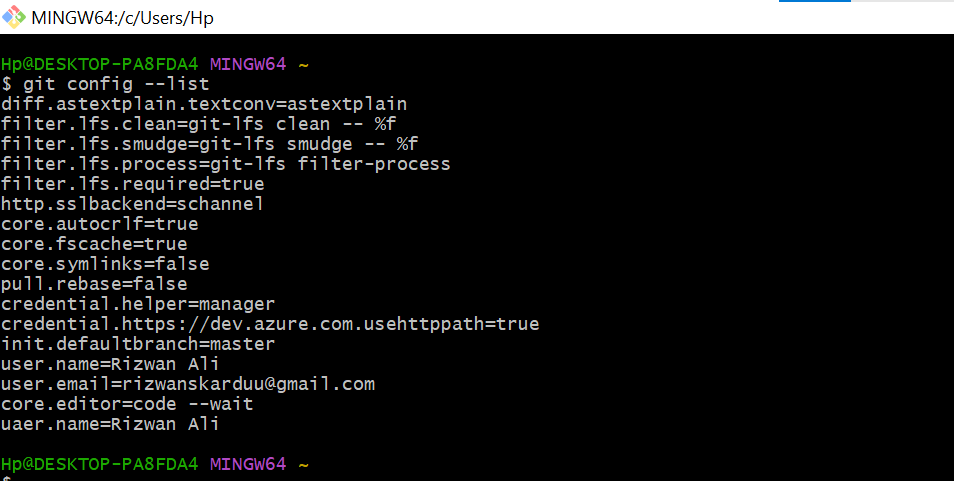 MINGW64:/c/Users/Hp
Hp@DESKTOP-PA8FDA4 MINGW64 ~
$ git config --list
diff.astextplain.textconv=astextplain
filter.lfs.clean=git-lfs clean -- %f
filter.lfs.smudge=git-lfs smudge -- %f
filter.lfs.process=git-lfs filter-process
filter.lfs.required=true
http.sslbackend=schannel
core.autocrlf=true
core.fscache=true
core.symlinks=false
pull.rebase=false
credential.helper=manager
credential.https://dev.azure.com.usehttppath=true
init.defaultbranch=master
user.name=Rizwan Ali
user.email=rizwanskarduu@gmail.com
core.editor=code --wait
uaer.name=Rizwan Ali
Hp@DESKTOP-PA8FDA4 MINGW64 ~
$